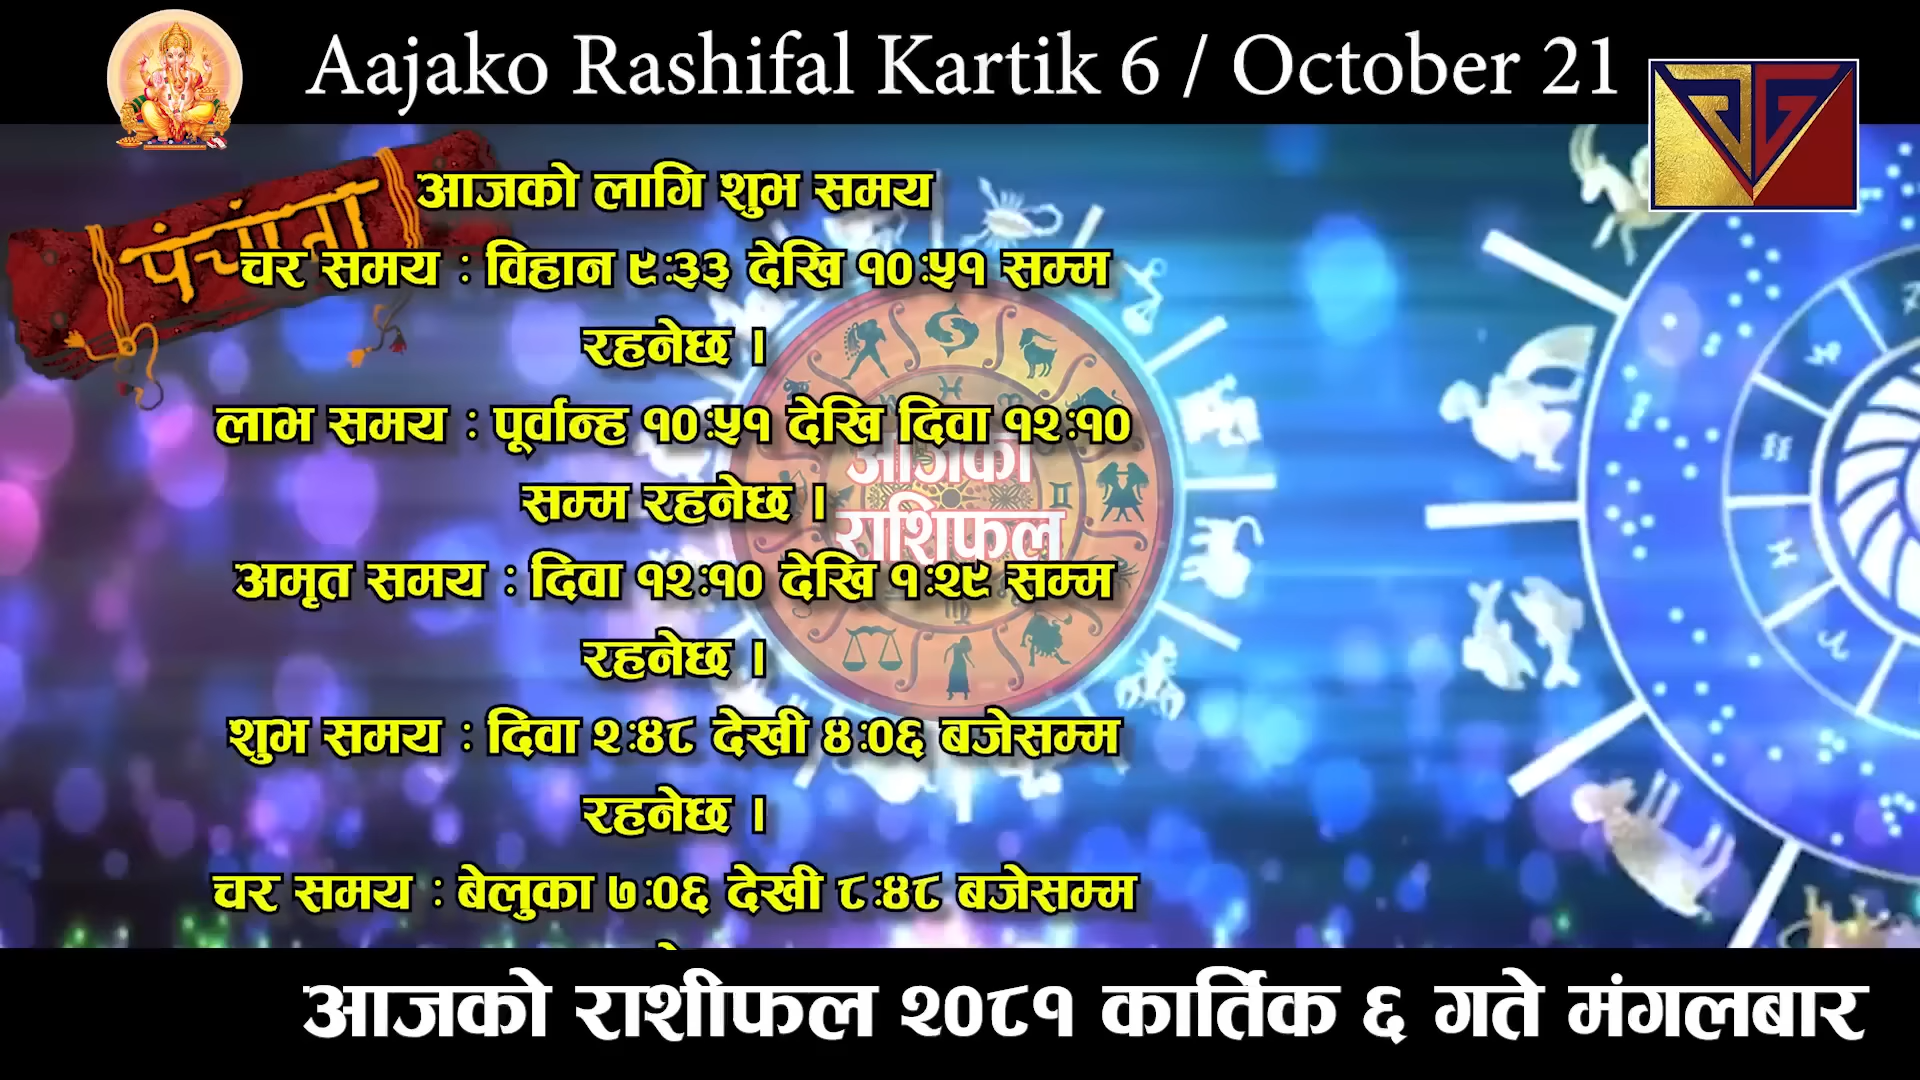 Aajako Rashifal Kartik 6 / October 21
पंचांग
आजको लागि शुभ समय
चर समय : विहान ९:३३ देखि १०:५१ सम्म
रहनेछ ।
लाभ समय : पूर्वान्ह १०:५१ देखि दिवा १२:१०
सम्म रहनेछ ।
अमृत समय : दिवा १२:१० देखि १:२९ सम्म
रहनेछ ।
शुभ समय : दिवा २:४८ देखी ४:०६ बजेसम्म
रहनेछ ।
चर समय : बेलुका ७:०६ देखी ८:४८ बजेसम्म
आजको
राशिफल
आजको राशीफल २०८१ कार्तिक ६ गते मंगलबार